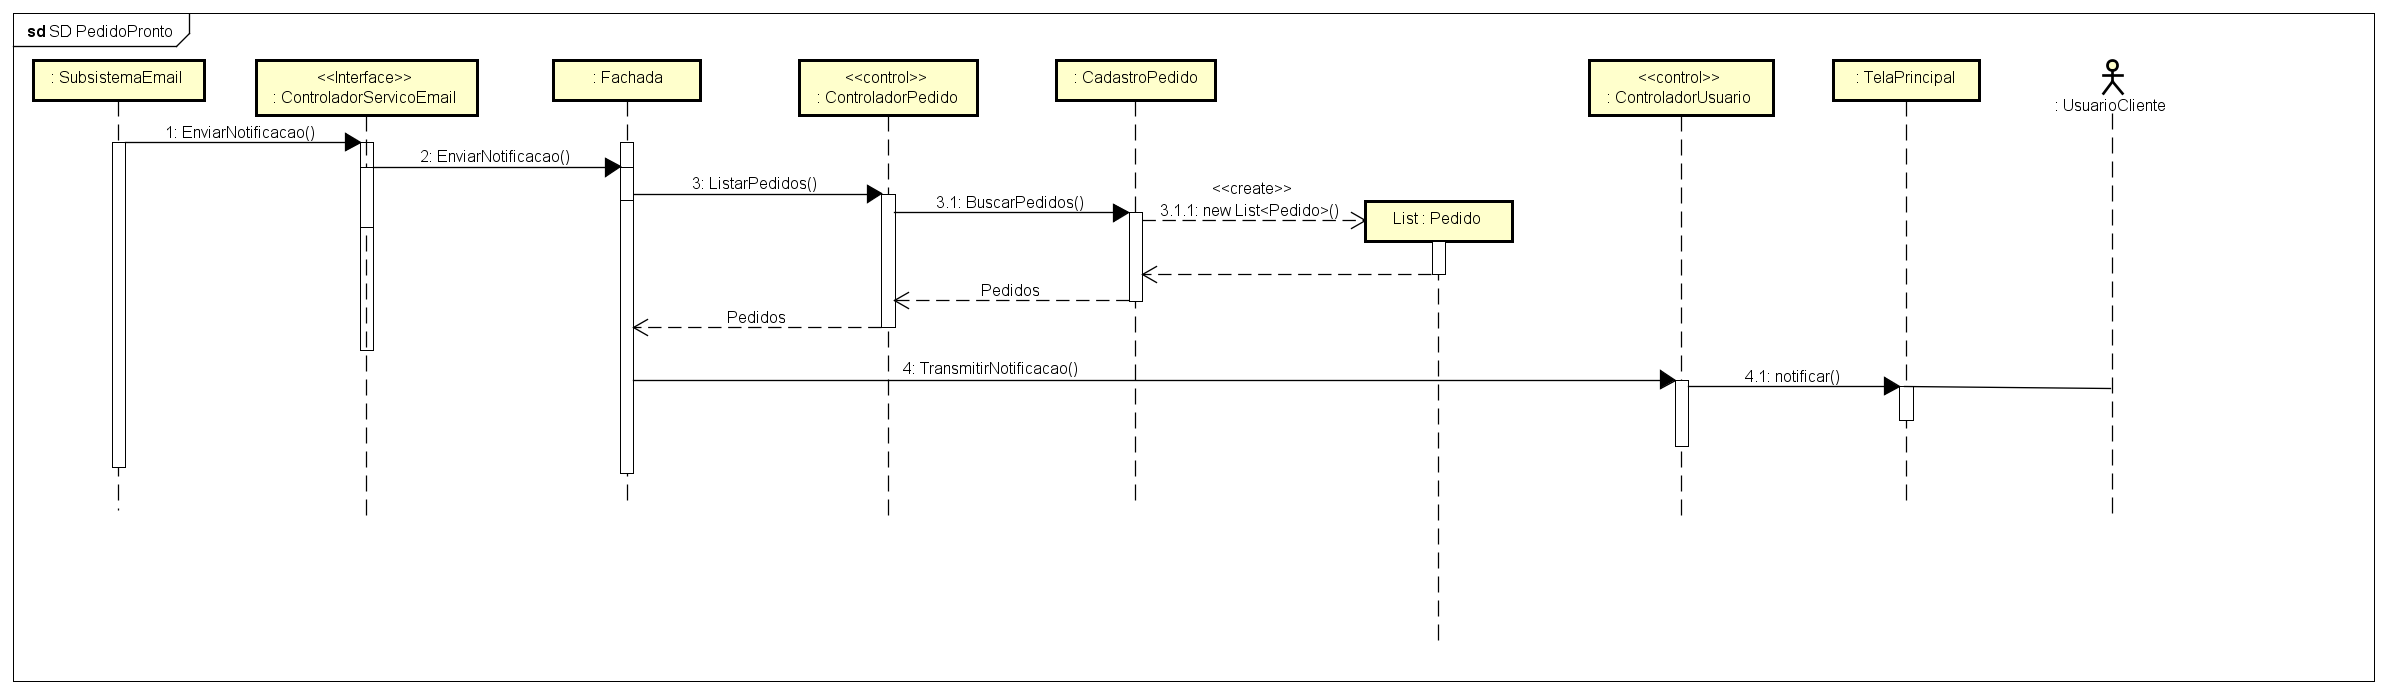 sd SD PedidoPronto
: SubsistemaEmail
<<Interface>>
: ControladorServicoEmail
: Fachada
<<control>>
: ControladorPedido
: CadastroPedido
<<control>>
: ControladorUsuario
: TelaPrincipal
: UsuarioCliente
1: EnviarNotificacao()
2: EnviarNotificacao()
3: ListarPedidos()
3.1: BuscarPedidos()
<<create>>
3.1.1: new List<Pedido>()
List : Pedido
Pedidos
Pedidos
4: TransmitirNotificacao()
4.1: notificar()